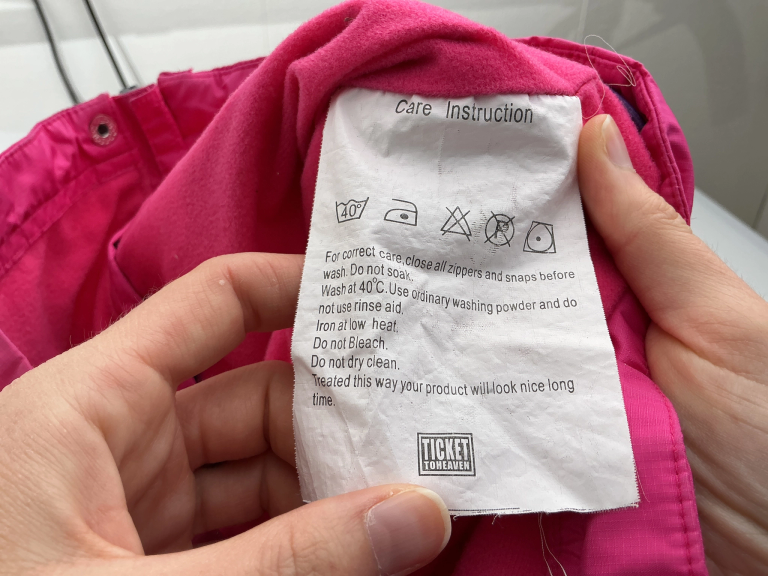 Care Instruction
40°
P
For correct care, close all zippers and snaps before
wash. Do not soak.
Wash at 40°C. Use ordinary washing powder and do
not use rinse aid.
Iron at low heat.
Do not Bleach.
Do not dry clean.
Treated this way your product will look nice long
time.
TICKET
TOHEAVEN